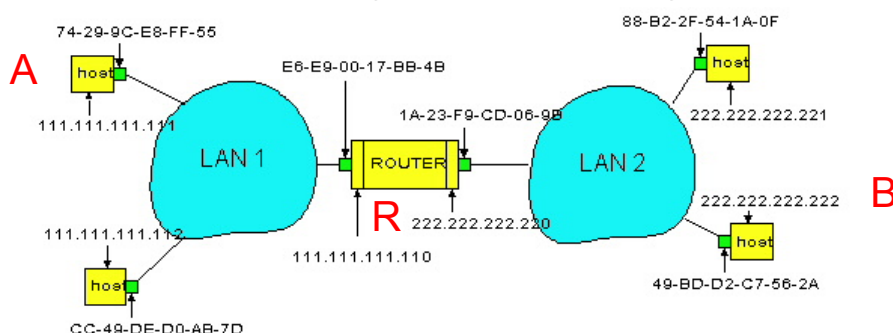 74-29-9C-E8-FF-55
88-B2-2F-54-1A-0F
A
host
E6-E9-00-17-BB-4B
host
111.111.111.111
1A-23-F9-CD-06-9B
222.222.222.221
LAN 1
ROUTER
LAN 2
222.222.222.222
B
R
222.222.222.220
111.111.111.112
host
111.111.111.110
host
49-BD-D2-C7-56-2A
CC-49-DE-D0-AB-7D